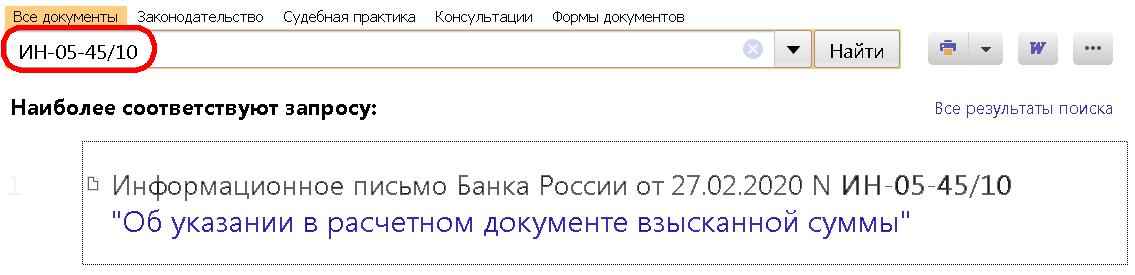 Все документы Законодательство Судебная практика Консультации Формы документов
ИН-05-45/10 Найти W
Наиболее соответствуют запросу: Все результаты поиска
1 Информационное письмо Банка России от 27.02.2020 N ИН-05-45/10
"Об указании в расчетном документе взысканной суммы"